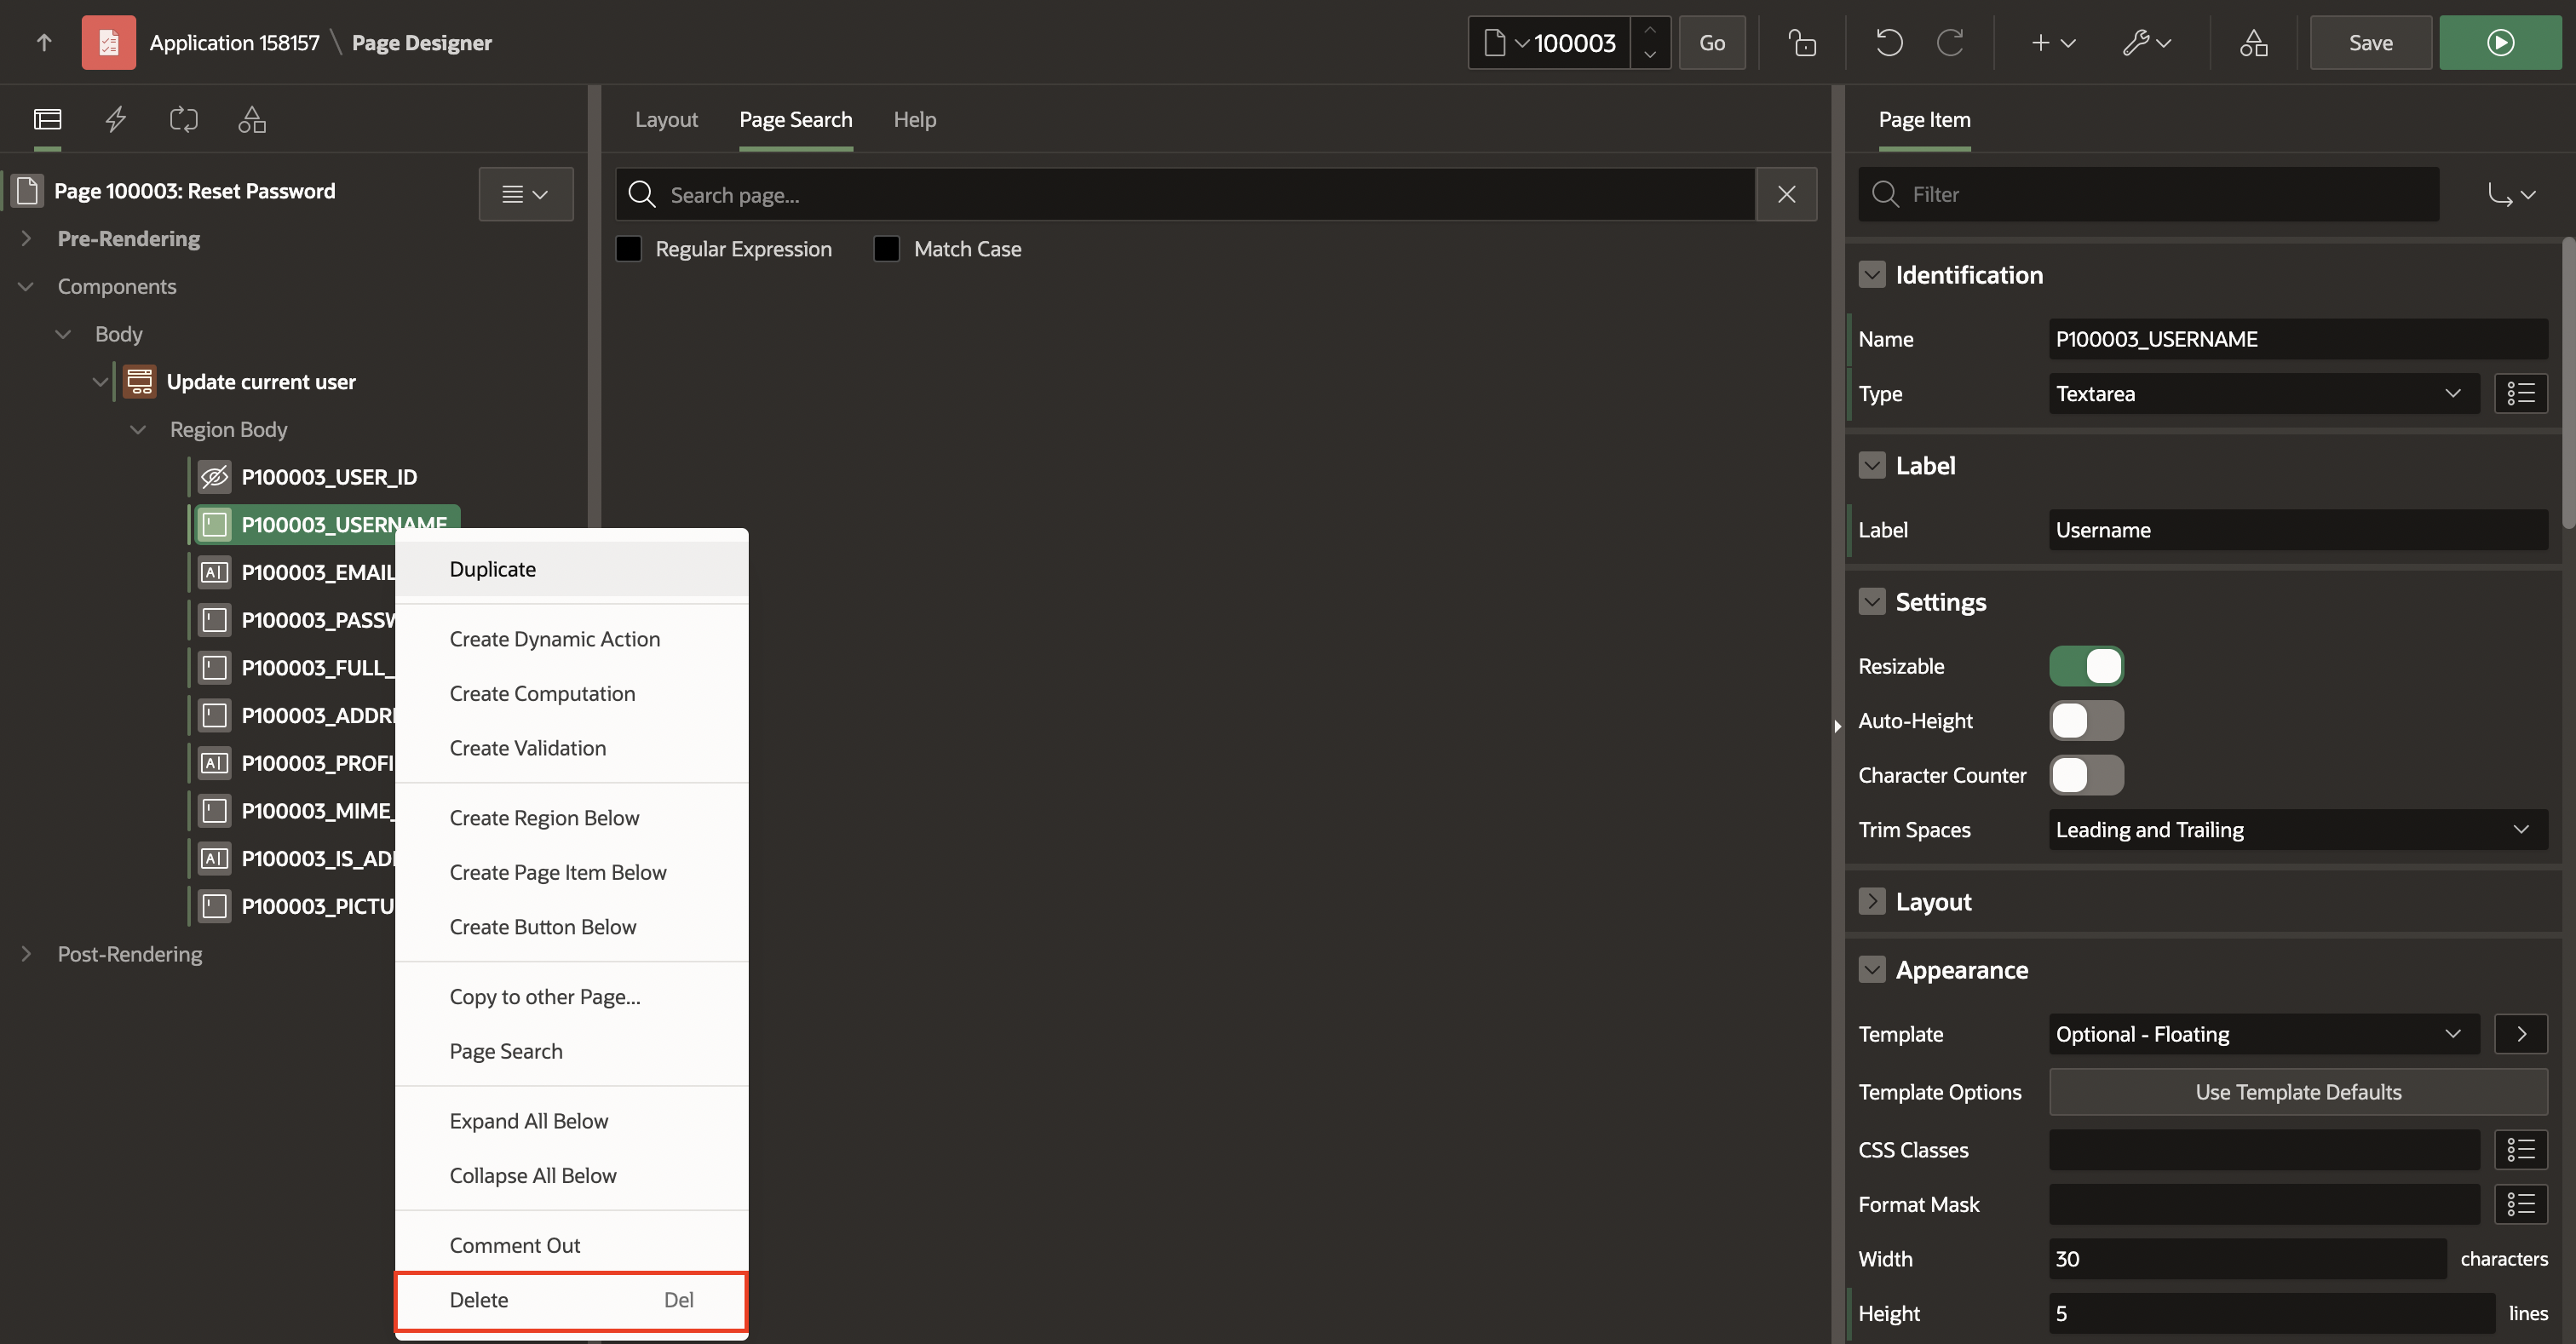 Application 158157 \ Page Designer
100003
Go
Save
Page 100003: Reset Password
Pre-Rendering
Components
Body
Update current user
Region Body
P100003_USER_ID
P100003_USERNAME
P100003_EMAIL
P100003_PASSW
P100003_FULL_
P100003_ADDR
P100003_PROFI
P100003_MIME_
P100003_IS_AD
P100003_PICTU
Post-Rendering
Duplicate
Create Dynamic Action
Create Computation
Create Validation
Create Region Below
Create Page Item Below
Create Button Below
Copy to other Page...
Page Search
Expand All Below
Collapse All Below
Comment Out
Delete Del
Layout Page Search Help
Search page...
Regular Expression Match Case
Page Item
Filter
Identification
Name P100003_USERNAME
Type Textarea
Label
Label Username
Settings
Resizable
Auto-Height
Character Counter
Trim Spaces Leading and Trailing
Layout
Appearance
Template Optional - Floating
Template Options Use Template Defaults
CSS Classes
Format Mask
Width 30 characters
Height 5 lines